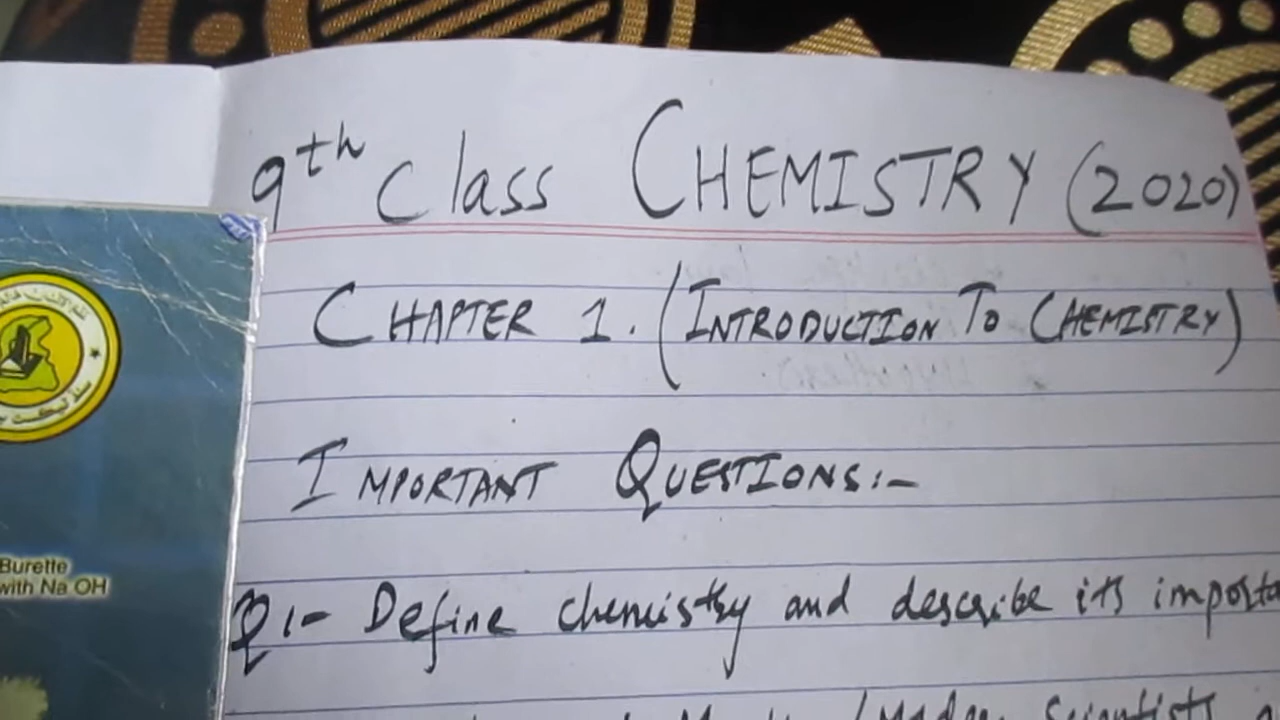 9th Class CHEMISTRY (2020)
CHAPTER 1. (INTRODUCTION TO CHEMISTRY)
IMPORTANT QUESTIONS:-
Burette
with Na OH
Q1- Define chemistry and describe its importa
Scientists